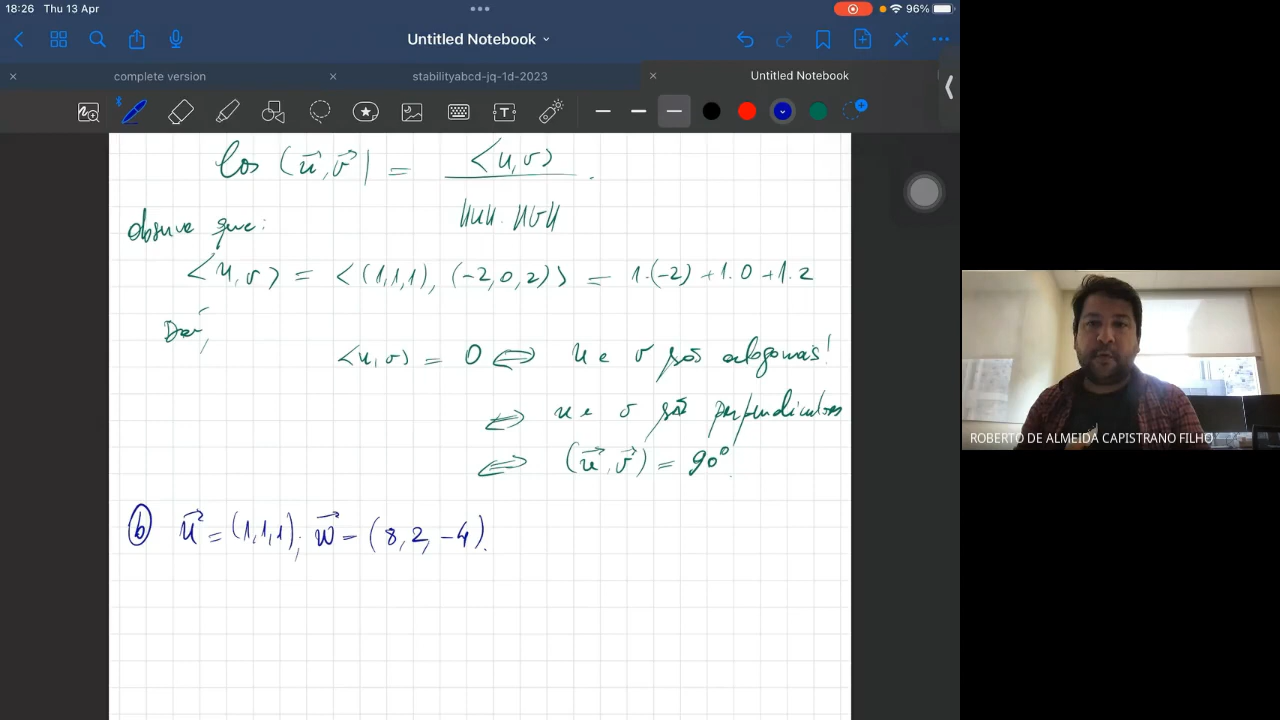 18:26 Thu 13 Apr
96%
Untitled Notebook
complete version
stabilityabcd-jq-1d-2023
Untitled Notebook
cos (u⃗, v⃗) = <u,v> / ||u||.||v|| .
observe que:
<u,v> = <(1,1,1), (-2,0,2)> = 1.(-2) + 1.0 + 1.2
Daí,
<u,v> = 0 ⇔ u e v são ortogonais!
⇔ u e v são perpendiculares
⇔ (u⃗, v⃗) = 90°.
b u⃗ = (1,1,1); w⃗ = (8, 2, -4).
ROBERTO DE ALMEIDA CAPISTRANO FILHO